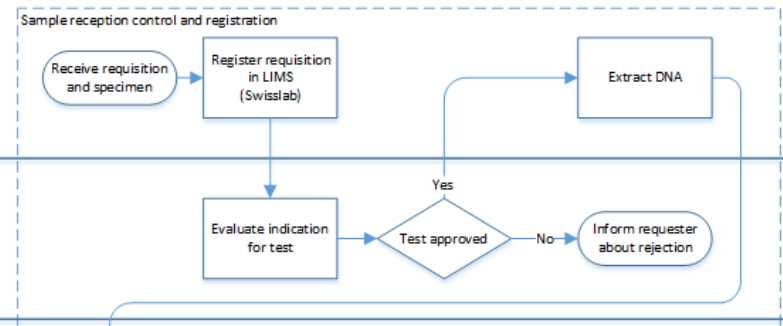 Sample reception control and registration
Receive requisition
and specimen
Register requisition
in LIMS
(Swisslab)
Extract DNA
Yes
Evaluate indication
for test
Test approved
No
Inform requester
about rejection